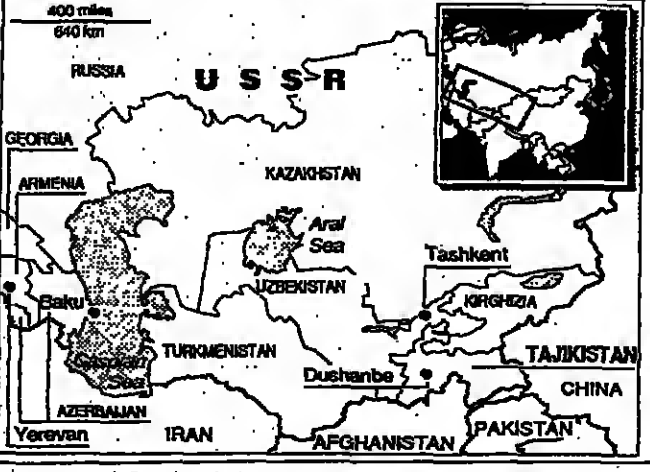 400 miles
640 km
RUSSIA
U S S R
GEORGIA
ARMENIA
KAZAKHSTAN
Aral
Sea
Tashkent
Baku
UZBEKISTAN
KIRGHIZIA
Caspian
Sea
TURKMENISTAN
Dushanbe
TAJIKISTAN
CHINA
AZERBAIJAN
Yerevan
IRAN
AFGHANISTAN
PAKISTAN